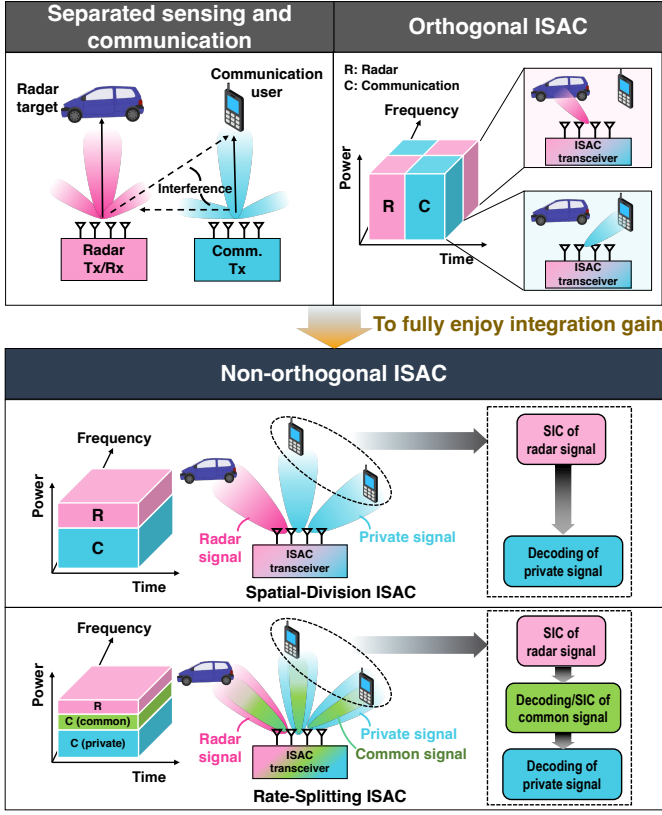 Separated sensing and
communication
Radar
target
Communication
user
Interference
Radar
Tx/Rx
Comm.
Tx
Orthogonal ISAC
R: Radar
C: Communication
Frequency
Power
R
C
Time
ISAC
transceiver
ISAC
transceiver
To fully enjoy integration gain
Non-orthogonal ISAC
Frequency
Power
R
C
Time
Radar
signal
Private signal
ISAC
transceiver
Spatial-Division ISAC
SIC of
radar signal
Decoding of
private signal
Frequency
Power
R
C (common)
C (private)
Time
Radar
signal
Private signal
Common signal
ISAC
transceiver
Rate-Splitting ISAC
SIC of
radar signal
Decoding/SIC of
common signal
Decoding of
private signal